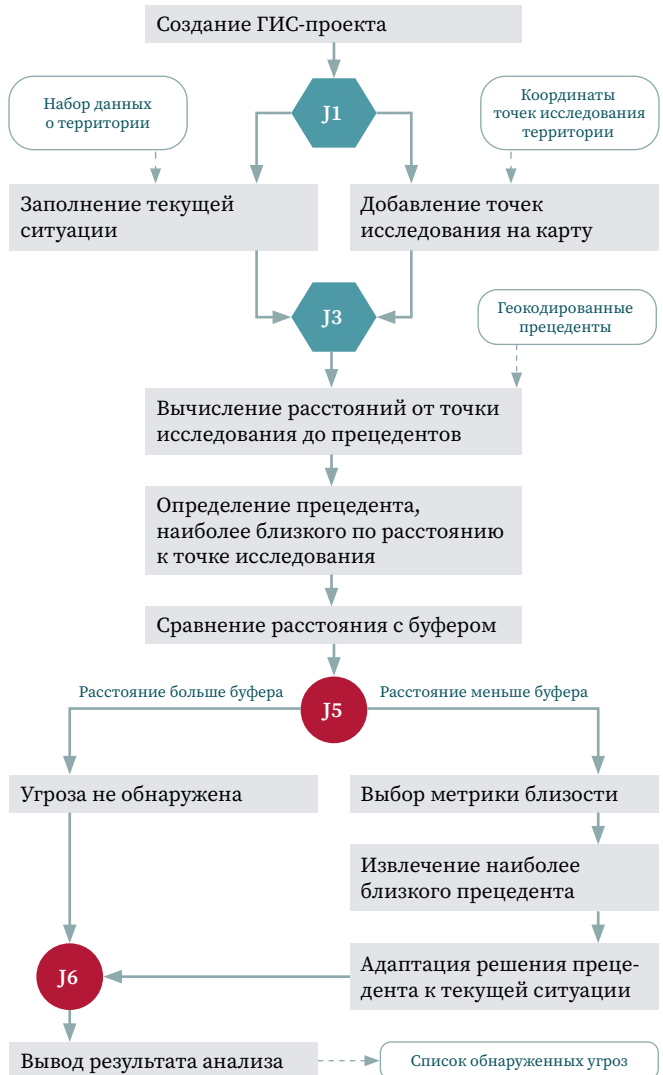 Создание ГИС-проекта
Набор данных
о территории
J1
Координаты
точек исследования
территории
Заполнение текущей
ситуации
Добавление точек
исследования на карту
J3
Геокодированные
прецеденты
Вычисление расстояний от точки
исследования до прецедентов
Определение прецедента,
наиболее близкого по расстоянию
к точке исследования
Сравнение расстояния с буфером
Расстояние больше буфера
J5
Расстояние меньше буфера
Угроза не обнаружена
Выбор метрики близости
Извлечение наиболее
близкого прецедента
J6
Адаптация решения преце-
дента к текущей ситуации
Вывод результата анализа
Список обнаруженных угроз